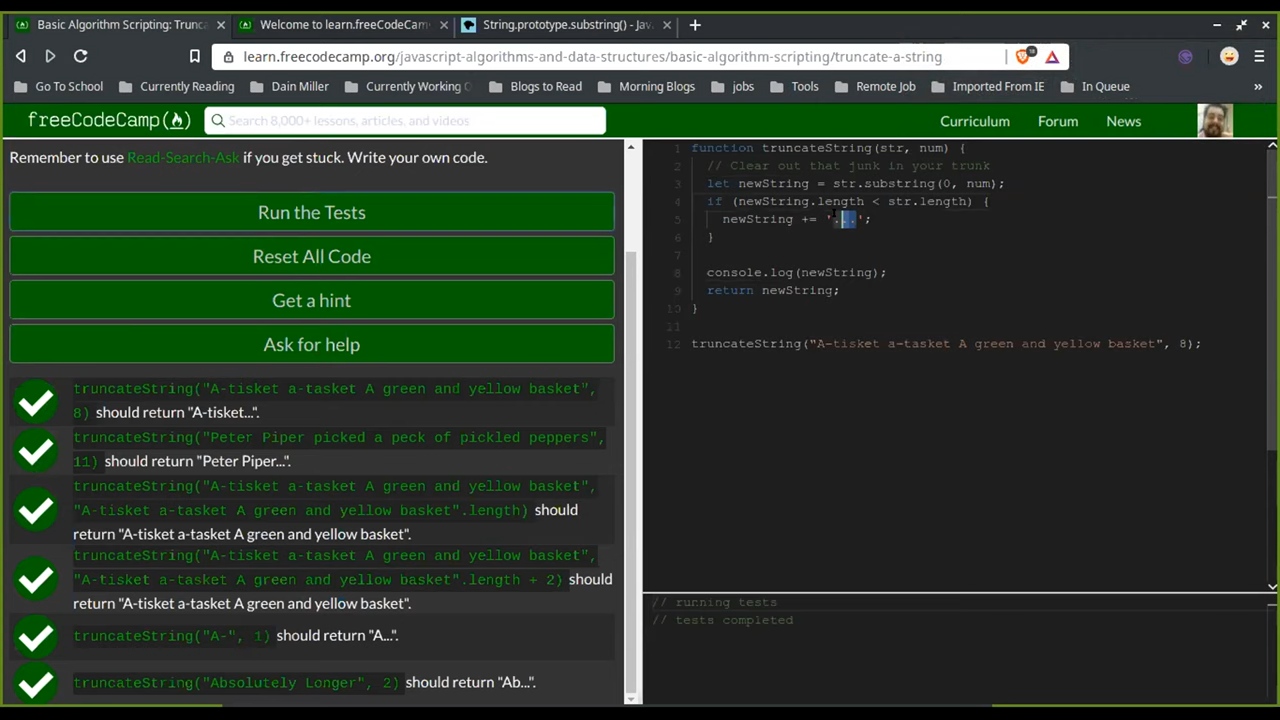 Basic Algorithm Scripting: Trunc
Welcome to learn.freeCodeCam
String.prototype.substring() - Jav
learn.freecodecamp.org/javascript-algorithms-and-data-structures/basic-algorithm-scripting/truncate-a-string
18
Go To School
Currently Reading
Dain Miller
Currently Working
Blogs to Read
Morning Blogs
jobs
Tools
Remote Job
Imported From IE
In Queue
»
freeCodeCamp
Search 8,000+ lessons, articles, and videos
Curriculum
Forum
News
Remember to use Read-Search-Ask if you get stuck. Write your own code.
Run the Tests
Reset All Code
Get a hint
Ask for help
truncateString("A-tisket a-tasket A green and yellow basket",
8) should return "A-tisket...".
truncateString("Peter Piper picked a peck of pickled peppers",
11) should return "Peter Piper...".
truncateString("A-tisket a-tasket A green and yellow basket",
"A-tisket a-tasket A green and yellow basket".length) should
return "A-tisket a-tasket A green and yellow basket".
truncateString("A-tisket a-tasket A green and yellow basket",
"A-tisket a-tasket A green and yellow basket".length + 2) should
return "A-tisket a-tasket A green and yellow basket".
truncateString("A-", 1) should return "A...".
truncateString("Absolutely Longer", 2) should return "Ab...".
1 function truncateString(str, num) {
2 // Clear out that junk in your trunk
3 let newString = str.substring(0, num);
4 if (newString.length < str.length) {
5 newString += '...';
6 }
7
8 console.log(newString);
9 return newString;
10 }
11
12 truncateString("A-tisket a-tasket A green and yellow basket", 8);
// running tests
// tests completed